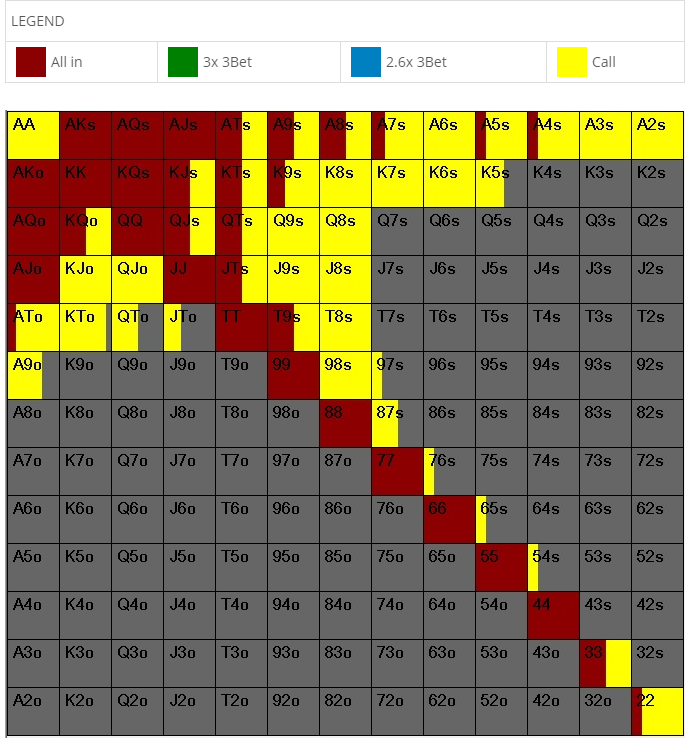 LEGEND
All in 3x 3Bet 2.6x 3Bet Call
AA AKs AQs AJs ATs A9s A8s A7s A6s A5s A4s A3s A2s
AKo KK KQs KJs KTs K9s K8s K7s K6s K5s K4s K3s K2s
AQo KQo QQ QJs QTs Q9s Q8s Q7s Q6s Q5s Q4s Q3s Q2s
AJo KJo QJo JJ JTs J9s J8s J7s J6s J5s J4s J3s J2s
ATo KTo QTo JTo TT T9s T8s T7s T6s T5s T4s T3s T2s
A9o K9o Q9o J9o T9o 99 98s 97s 96s 95s 94s 93s 92s
A8o K8o Q8o J8o T8o 98o 88 87s 86s 85s 84s 83s 82s
A7o K7o Q7o J7o T7o 97o 87o 77 76s 75s 74s 73s 72s
A6o K6o Q6o J6o T6o 96o 86o 76o 66 65s 64s 63s 62s
A5o K5o Q5o J5o T5o 95o 85o 75o 65o 55 54s 53s 52s
A4o K4o Q4o J4o T4o 94o 84o 74o 64o 54o 44 43s 42s
A3o K3o Q3o J3o T3o 93o 83o 73o 63o 53o 43o 33 32s
A2o K2o Q2o J2o T2o 92o 82o 72o 62o 52o 42o 32o 22